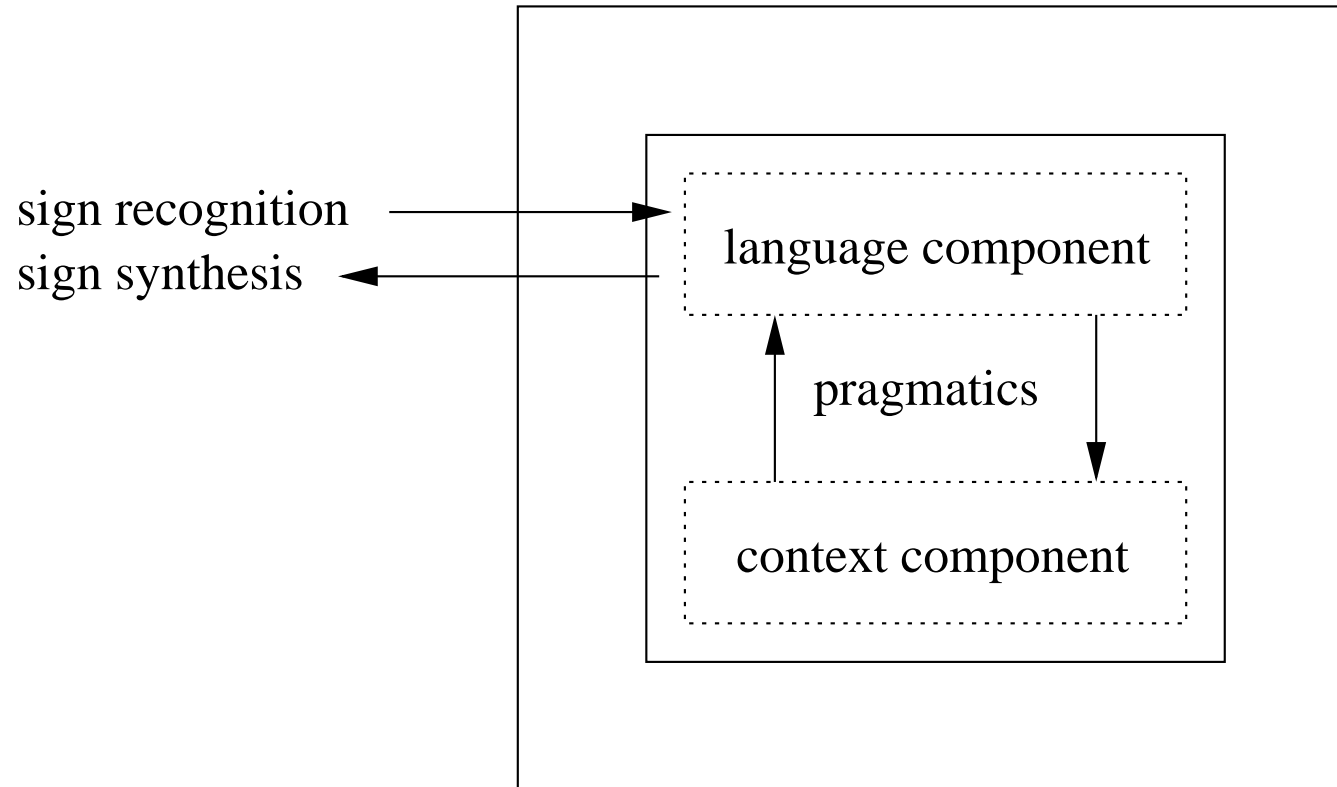 sign recognition
sign synthesis
language component
pragmatics
context component